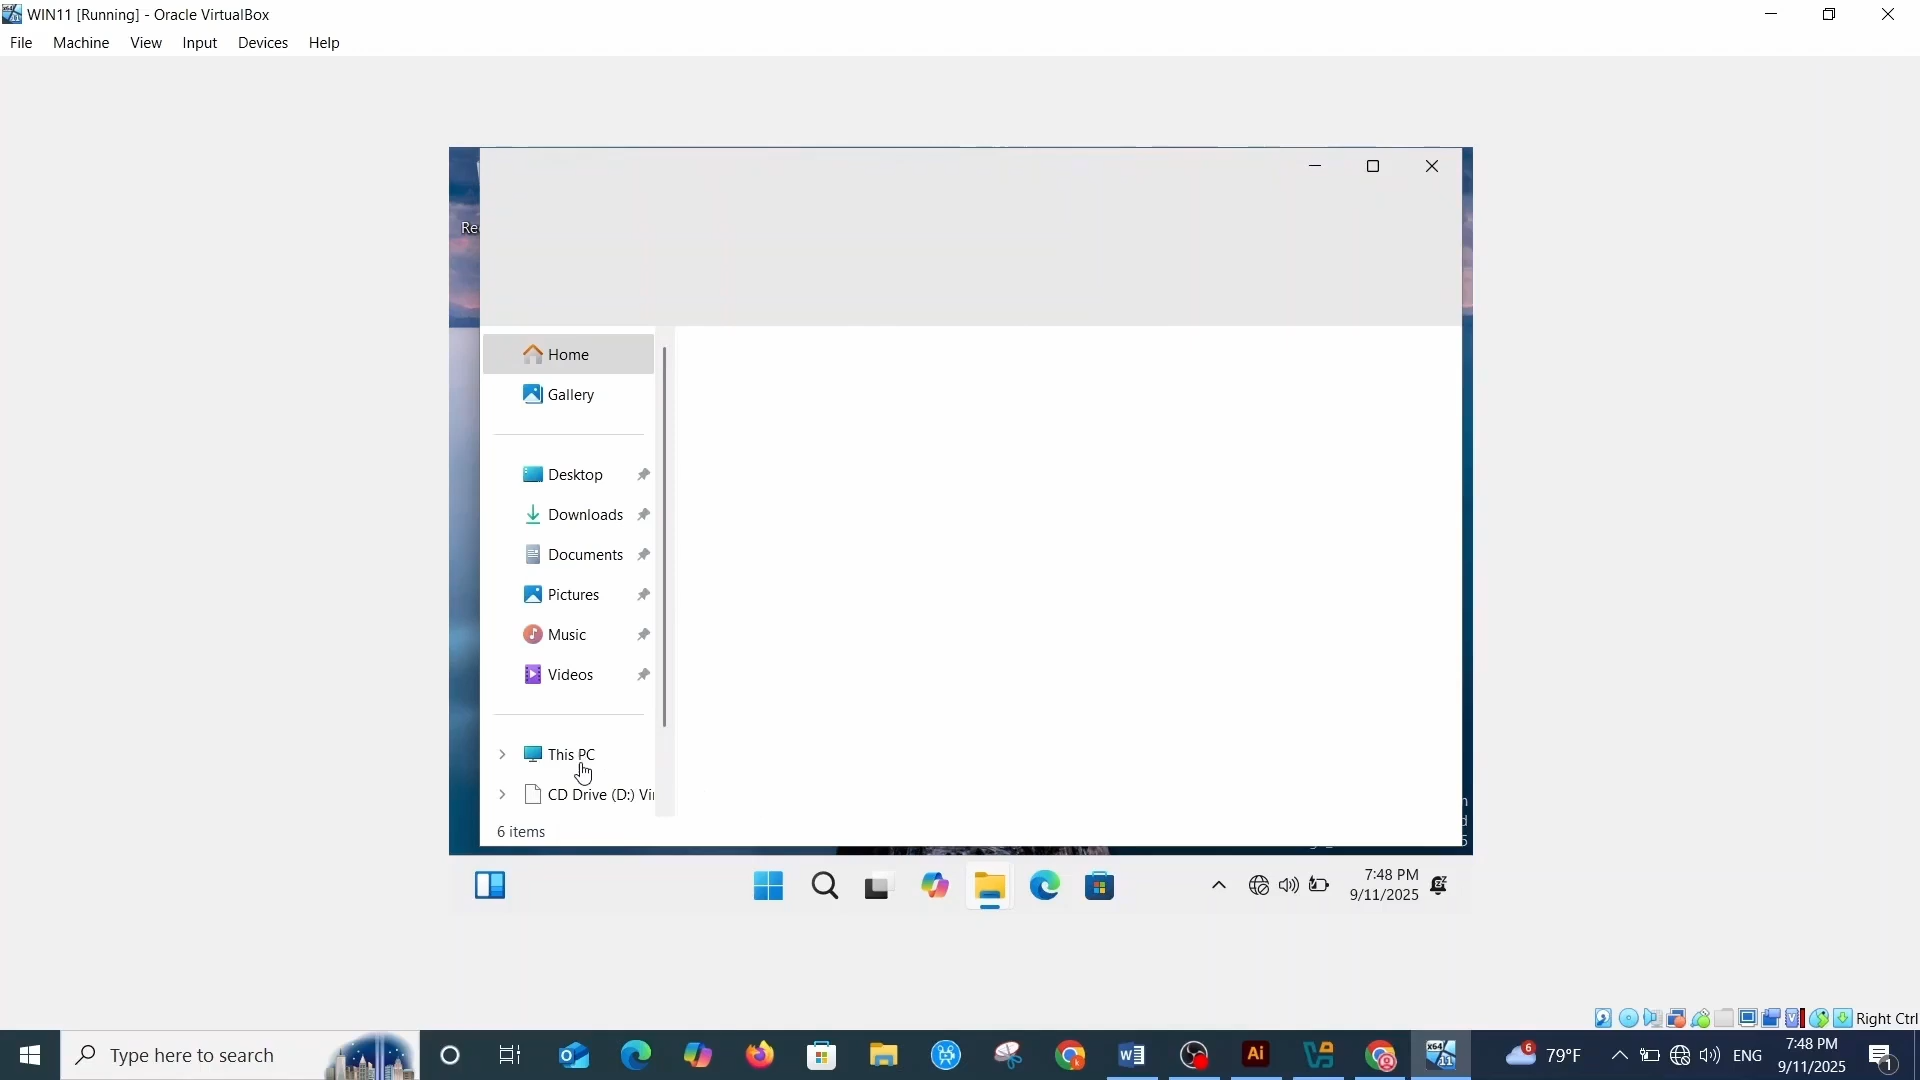 WIN11 [Running] - Oracle VirtualBox
File Machine View Input Devices Help
Re
Home
Gallery
Desktop
Downloads
Documents
Pictures
Music
Videos
This PC
CD Drive (D:) Vir
6 items
7:48 PM
9/11/2025
Right Ctrl
Type here to search
79°F
ENG
7:48 PM
9/11/2025